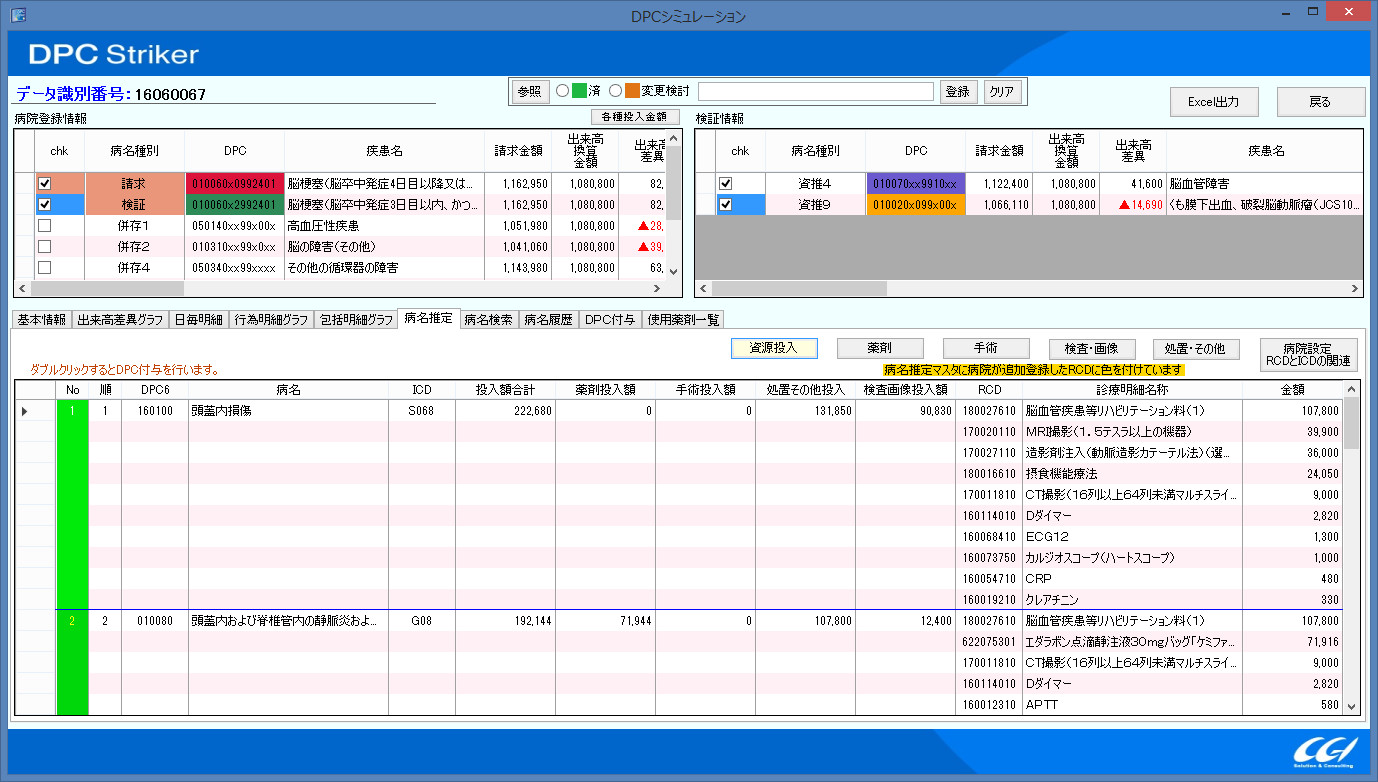 DPCシミュレーション
DPC Striker
データ識別番号：16060067
参照 済 変更検討 登録 クリア
Excel出力 戻る
病院登録情報 各種投入金額 検証情報
chk 病名種別 DPC 疾患名 請求金額 出来高換算金額 出来高差異
請求 010060x0992401 脳梗塞（脳卒中発症4日目以降又は... 1,162,950 1,080,800 82,
検証 010060x2992401 脳梗塞（脳卒中発症3日目以内、かつ... 1,162,950 1,080,800 82,
併存1 050140xx99x00x 高血圧性疾患 1,051,980 1,080,800 ▲28,
併存2 010310xx99x0xx 脳の障害（その他） 1,041,060 1,080,800 ▲39,
併存4 050340xx99xxxx その他の循環器の障害 1,143,980 1,080,800 63,
chk 病名種別 DPC 請求金額 出来高換算金額 出来高差異 疾患名
資推4 010070xx9910xx 1,122,400 1,080,800 41,600 脳血管障害
資推9 010020x099x00x 1,066,110 1,080,800 ▲14,690 くも膜下出血、破裂脳動脈瘤（JCS10...
基本情報 出来高差異グラフ 日毎明細 行為明細グラフ 包括明細グラフ 病名推定 病名検索 病名履歴 DPC付与 使用薬剤一覧
資源投入 薬剤 手術 検査・画像 処置・その他 病院設定
RCDとICDの関連
ダブルクリックするとDPC付与を行います。 病名推定マスタに病院が追加登録したRCDに色を付けています
No 順 DPC6 病名 ICD 投入額合計 薬剤投入額 手術投入額 処置その他投入 検査画像投入額 RCD 診療明細名称 金額
1 1 160100 頭蓋内損傷 S068 222,680 0 0 131,850 90,830 180027610 脳血管疾患等リハビリテーション料（1） 107,800
170020110 MRI撮影（1．5テスラ以上の機器） 39,900
170027110 造影剤注入（動脈造影カテーテル法）（選... 36,000
180016610 摂食機能療法 24,050
170011810 CT撮影（16列以上64列未満マルチスライ... 9,000
160114010 Dダイマー 2,820
160068410 ECG12 1,300
160073750 カルジオスコープ（ハートスコープ） 1,000
160054710 CRP 480
160019210 クレアチニン 330
2 2 010080 頭蓋内および脊椎管内の静脈炎およ... G08 192,144 71,944 0 107,800 12,400 180027610 脳血管疾患等リハビリテーション料（1） 107,800
622075301 エダラボン点滴静注液30mgバッグ「ケミファ... 71,916
170011810 CT撮影（16列以上64列未満マルチスライ... 9,000
160114010 Dダイマー 2,820
160012310 APTT 580
CGI
Solution & Consulting